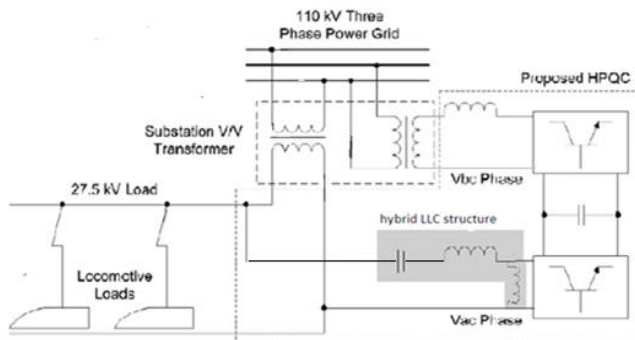 110 kV Three
Phase Power Grid
Proposed HPQC
Substation V/V
Transformer
27.5 kV Load
Vbc Phase
hybrid LLC structure
Locomotive
Loads
Vac Phase